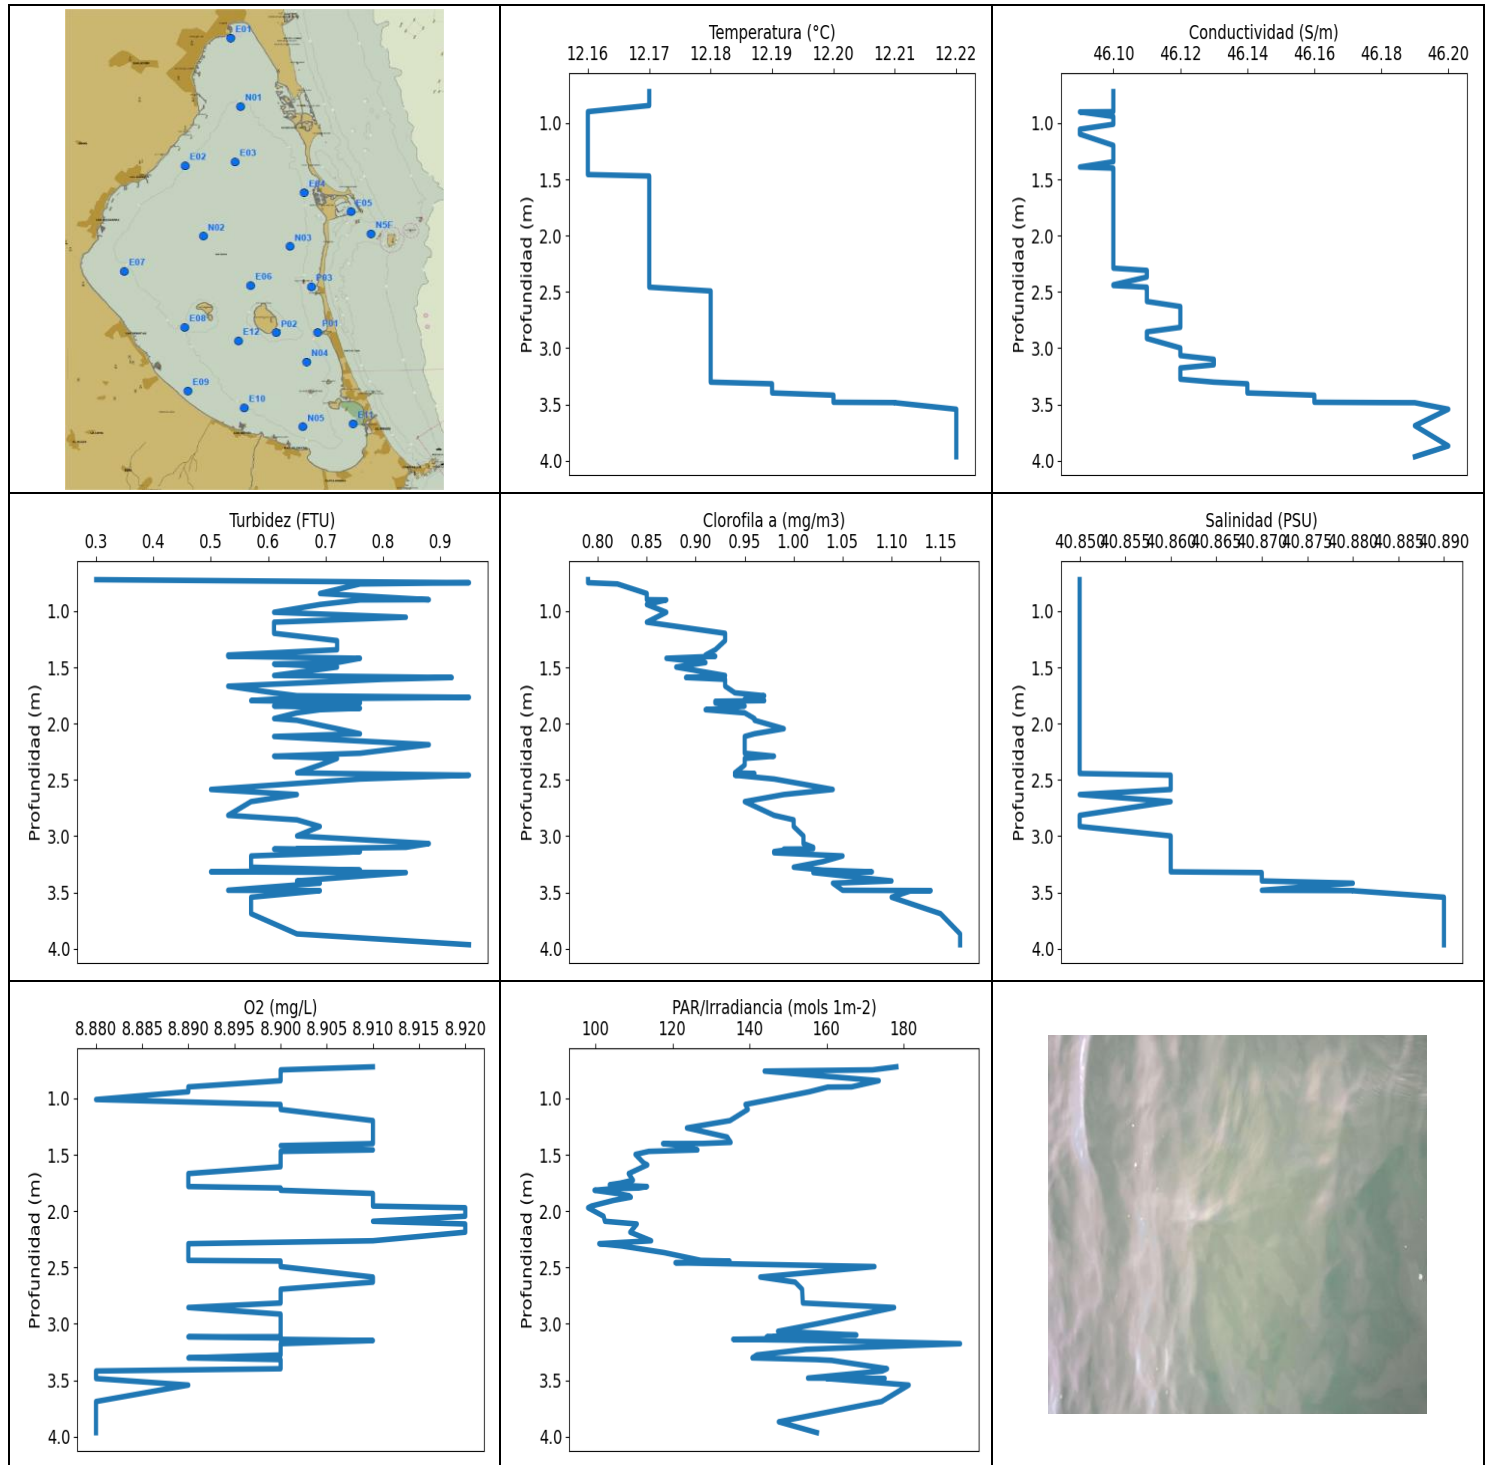 E01
N01
E02
E03
E04
E05
N5F
N02
N03
E07
E06
P03
E08
P02
P01
E12
N04
E09
E10
N05
E11
Temperatura (°C)
12.16 12.17 12.18 12.19 12.20 12.21 12.22
Profundidad (m)
1.0
1.5
2.0
2.5
3.0
3.5
4.0
Conductividad (S/m)
46.10 46.12 46.14 46.16 46.18 46.20
Profundidad (m)
1.0
1.5
2.0
2.5
3.0
3.5
4.0
Turbidez (FTU)
0.3 0.4 0.5 0.6 0.7 0.8 0.9
Profundidad (m)
1.0
1.5
2.0
2.5
3.0
3.5
4.0
Clorofila a (mg/m3)
0.80 0.85 0.90 0.95 1.00 1.05 1.10 1.15
Profundidad (m)
1.0
1.5
2.0
2.5
3.0
3.5
4.0
Salinidad (PSU)
40.850 40.855 40.860 40.865 40.870 40.875 40.880 40.885 40.890
Profundidad (m)
1.0
1.5
2.0
2.5
3.0
3.5
4.0
O2 (mg/L)
8.880 8.885 8.890 8.895 8.900 8.905 8.910 8.915 8.920
Profundidad (m)
1.0
1.5
2.0
2.5
3.0
3.5
4.0
PAR/Irradiancia (mols 1m-2)
100 120 140 160 180
Profundidad (m)
1.0
1.5
2.0
2.5
3.0
3.5
4.0